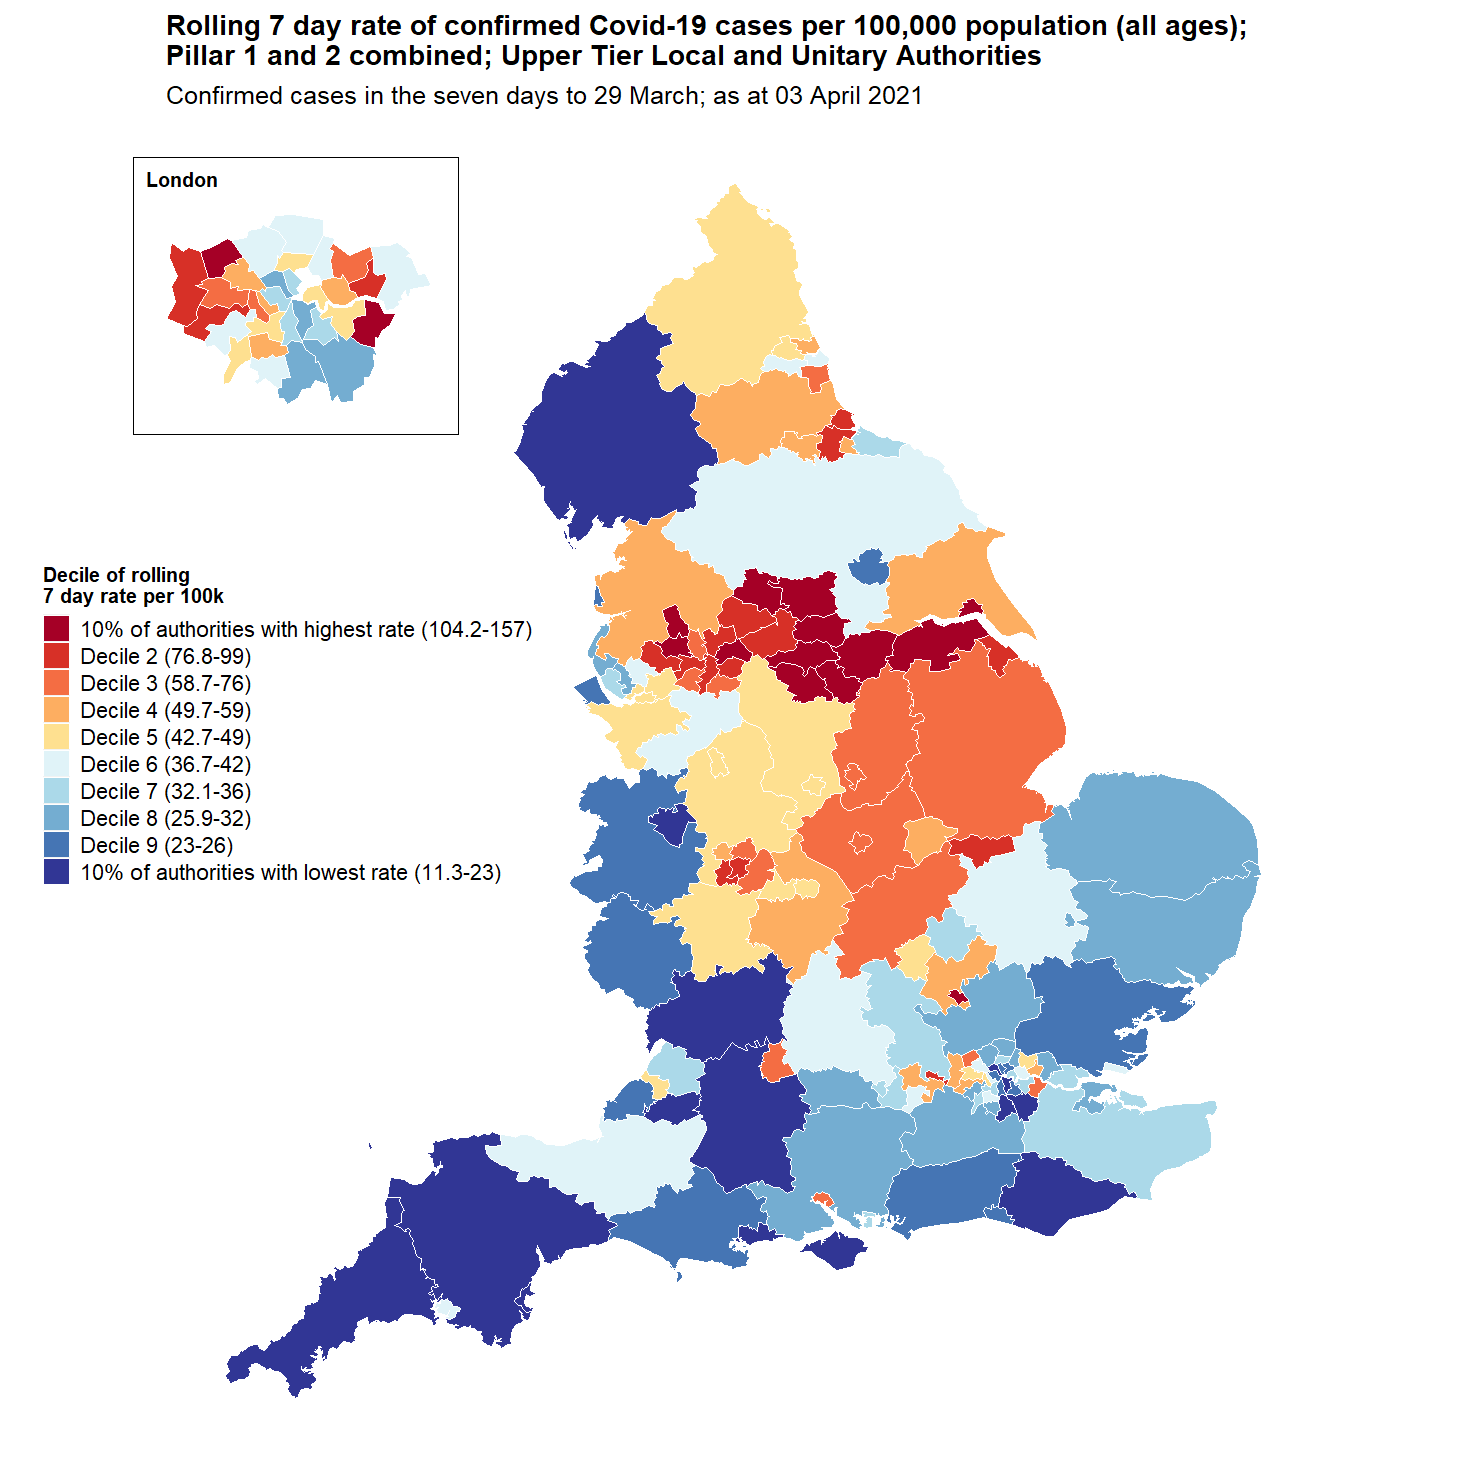 Rolling 7 day rate of confirmed Covid-19 cases per 100,000 population (all ages);
Pillar 1 and 2 combined; Upper Tier Local and Unitary Authorities
Confirmed cases in the seven days to 29 March; as at 03 April 2021
London
Decile of rolling
7 day rate per 100k
10% of authorities with highest rate (104.2-157)
Decile 2 (76.8-99)
Decile 3 (58.7-76)
Decile 4 (49.7-59)
Decile 5 (42.7-49)
Decile 6 (36.7-42)
Decile 7 (32.1-36)
Decile 8 (25.9-32)
Decile 9 (23-26)
10% of authorities with lowest rate (11.3-23)